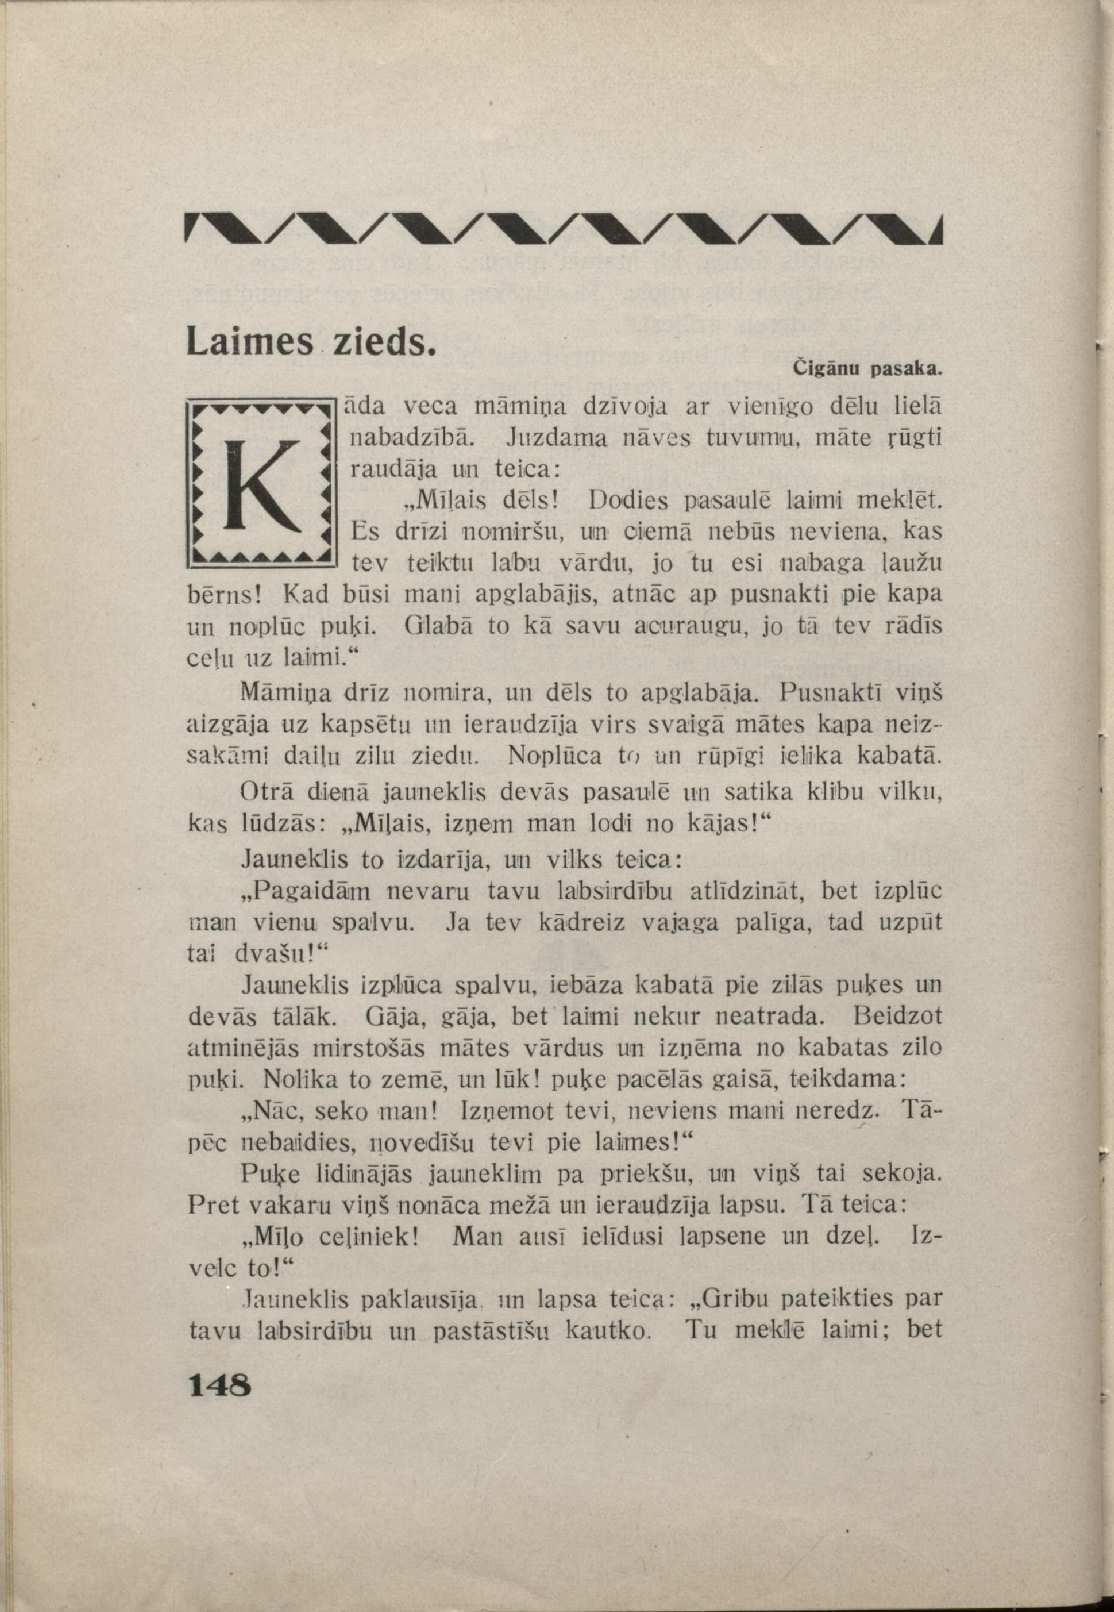 Laimes zieds.
Čigānu pasaka.
Kāda veca māmiņa dzīvoja ar vienīgo dēlu lielā
nabadzībā. Juzdama nāves tuvumu, māte ŗūgti
raudāja un teica:
„Mīļais dēls! Dodies pasaulē laimi meklēt.
Es drīzi nomiršu, un ciemā nebūs neviena, kas
tev teiktu labu vārdu, jo tu esi nabaga ļaužu
bērns! Kad būsi mani apglabājis, atnāc ap pusnakti pie kapa
un noplūc puķi. Glabā to kā savu acuraugu, jo tā tev rādīs
ceļu uz laimi.“
Māmiņa drīz nomira, un dēls to apglabāja. Pusnaktī viņš
aizgāja uz kapsētu un ieraudzīja virs svaigā mātes kapa neiz-
sakāmi daiļu zilu ziedu. Noplūca to un rūpīgi ielika kabatā.
Otrā dienā jauneklis devās pasaulē un satika klibu vilku,
kas lūdzās: „Mīļais, izņem man lodi no kājas!“
Jauneklis to izdarīja, un vilks teica:
„Pagaidām nevaru tavu labsirdību atlīdzināt, bet izplūc
man vienu spalvu. Ja tev kādreiz vajaga palīga, tad uzpūt
tai dvašu!“
Jauneklis izplūca spalvu, iebāza kabatā pie zilās puķes un
devās tālāk. Gāja, gāja, bet laimi nekur neatrada. Beidzot
atminējās mirstošās mātes vārdus un izņēma no kabatas zilo
puķi. Nolika to zemē, un lūk! puķe pacēlās gaisā, teikdama:
„Nāc, seko man! Izņemot tevi, neviens mani neredz. Tā-
pēc nebaidies, novedīšu tevi pie laimes!“
Puķe lidinājās jauneklim pa priekšu, un viņš tai sekoja.
Pret vakaru viņš nonāca mežā un ieraudzīja lapsu. Tā teica:
„Mīļo ceļiniek! Man ausī ielīdusi lapsene un dzeļ. Iz-
velc to!“
Jauneklis paklausīja, un lapsa teica: „Gribu pateikties par
tavu labsirdību un pastāstīšu kautko. Tu meklē laimi; bet
148